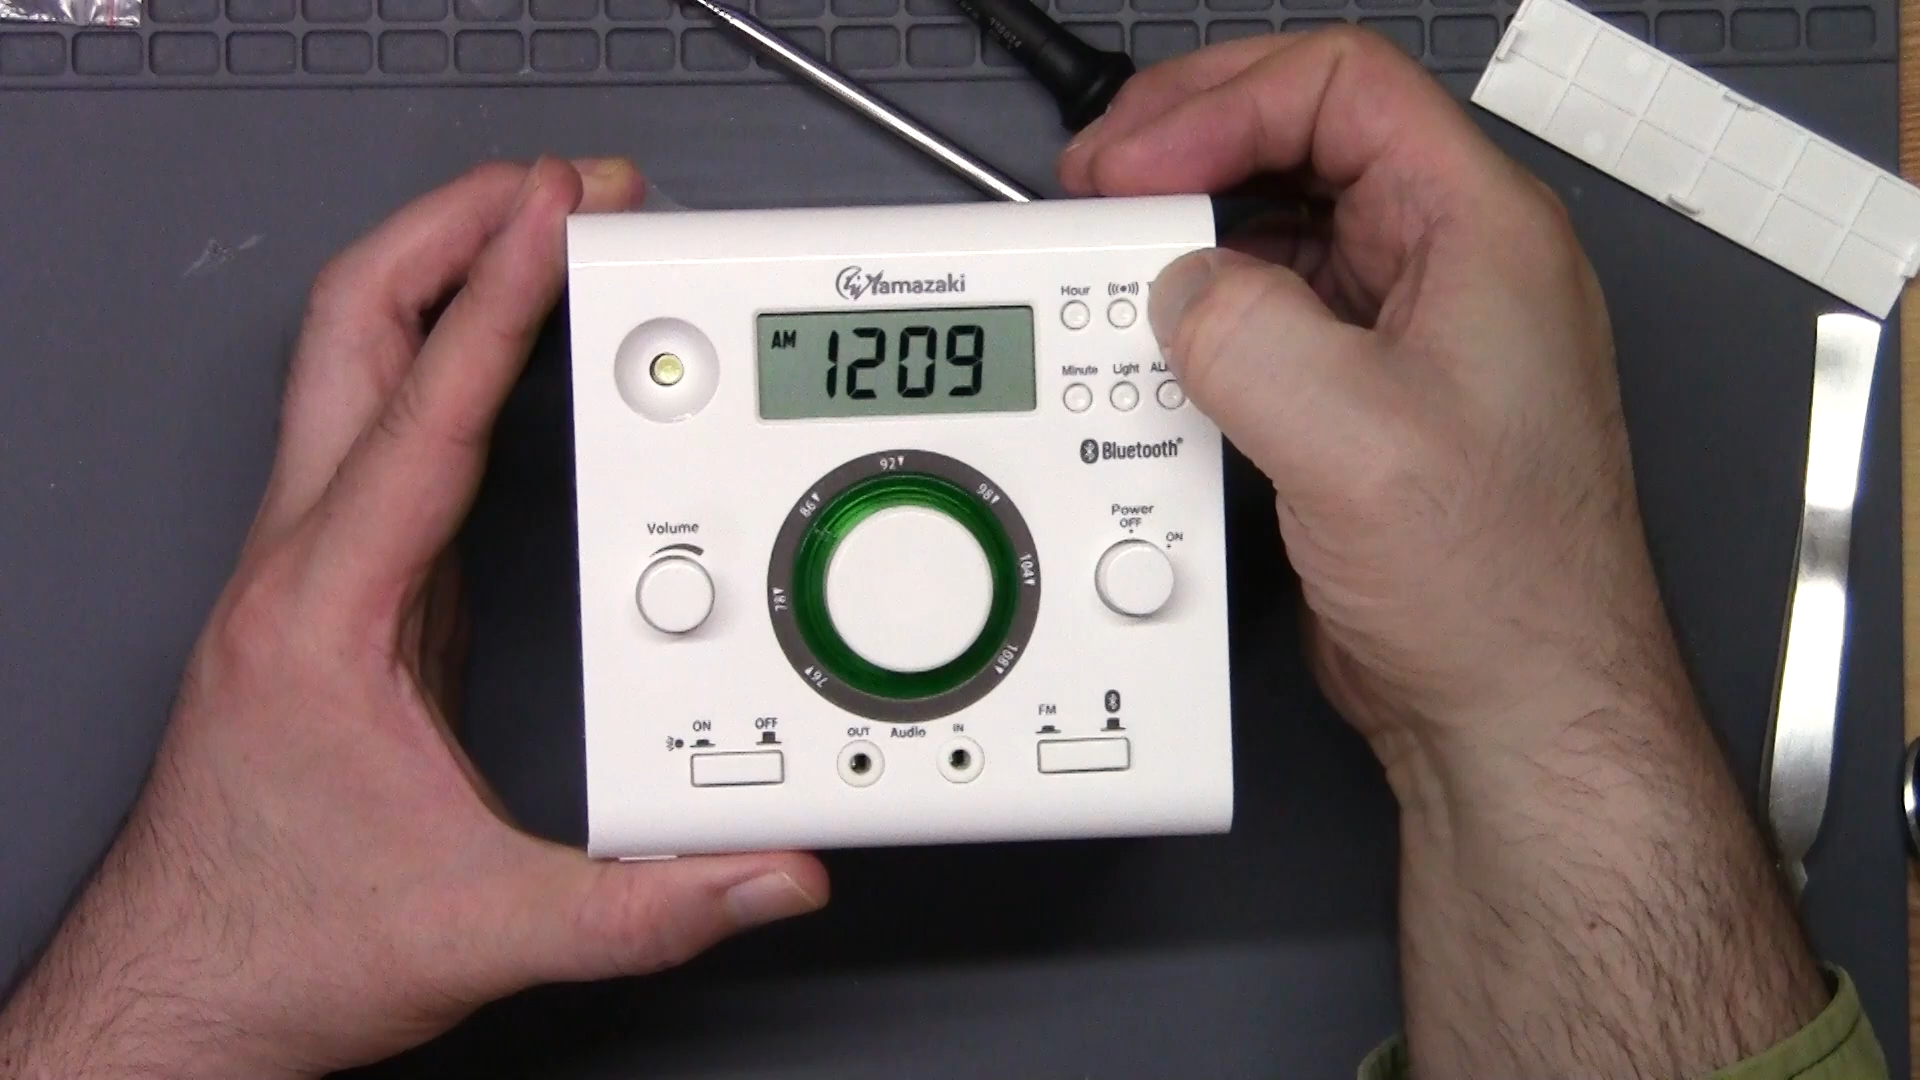 Yamazaki
Hour
AM 1209
Minute Light
Bluetooth®
92
86
98
Volume
Power
OFF
ON
104
78
108
76
ON OFF
OUT Audio IN
FM